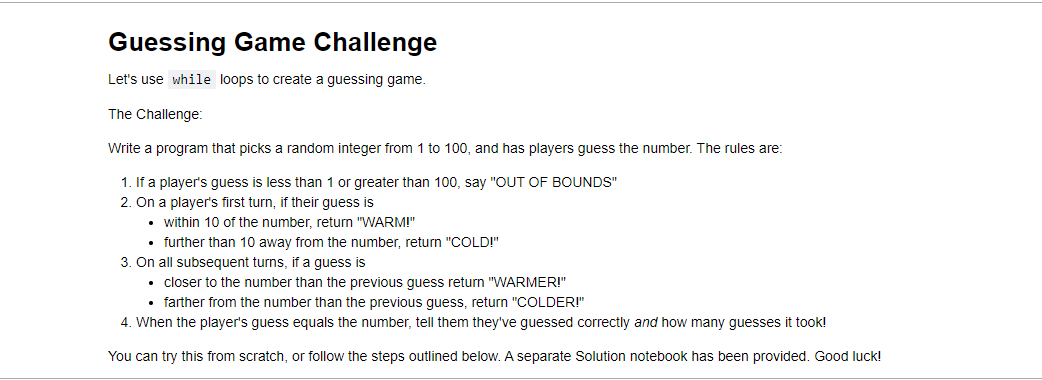 Guessing Game Challenge
Let's use while loops to create a guessing game.
The Challenge:
Write a program that picks a random integer from 1 to 100, and has players guess the number. The rules are:
1. If a player's guess is less than 1 or greater than 100, say "OUT OF BOUNDS"
2. On a player's first turn, if their guess is
• within 10 of the number, return "WARM!"
• further than 10 away from the number, return "COLD!"
3. On all subsequent turns, if a guess is
• closer to the number than the previous guess return "WARMER!"
• farther from the number than the previous guess, return "COLDER!"
4. When the player's guess equals the number, tell them they've guessed correctly and how many guesses it took!
You can try this from scratch, or follow the steps outlined below. A separate Solution notebook has been provided. Good luck!